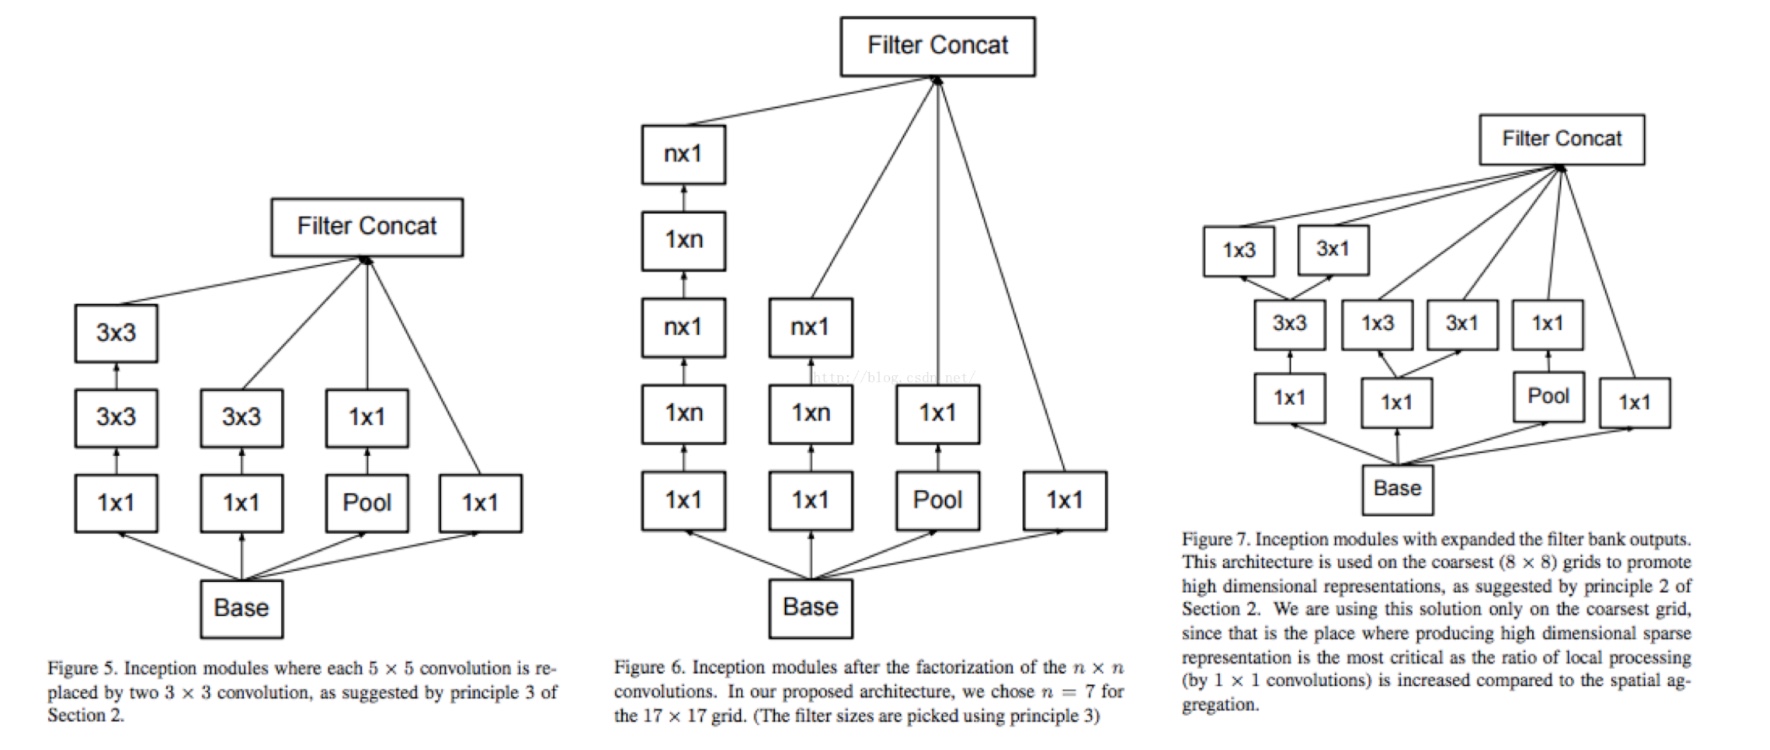 Filter Concat
3x3
3x3
3x3
1x1
1x1
1x1
Pool
1x1
Base
Figure 5. Inception modules where each 5 × 5 convolution is re-
placed by two 3 × 3 convolution, as suggested by principle 3 of
Section 2.
Filter Concat
nx1
1xn
nx1
nx1
http://blog.csdn.net/
1xn
1xn
1x1
1x1
1x1
Pool
1x1
Base
Figure 6. Inception modules after the factorization of the n × n
convolutions. In our proposed architecture, we chose n = 7 for
the 17 × 17 grid. (The filter sizes are picked using principle 3)
Filter Concat
1x3
3x1
3x3
1x3
3x1
1x1
1x1
1x1
Pool
1x1
Base
Figure 7. Inception modules with expanded the filter bank outputs.
This architecture is used on the coarsest (8 × 8) grids to promote
high dimensional representations, as suggested by principle 2 of
Section 2. We are using this solution only on the coarsest grid,
since that is the place where producing high dimensional sparse
representation is the most critical as the ratio of local processing
(by 1 × 1 convolutions) is increased compared to the spatial ag-
gregation.